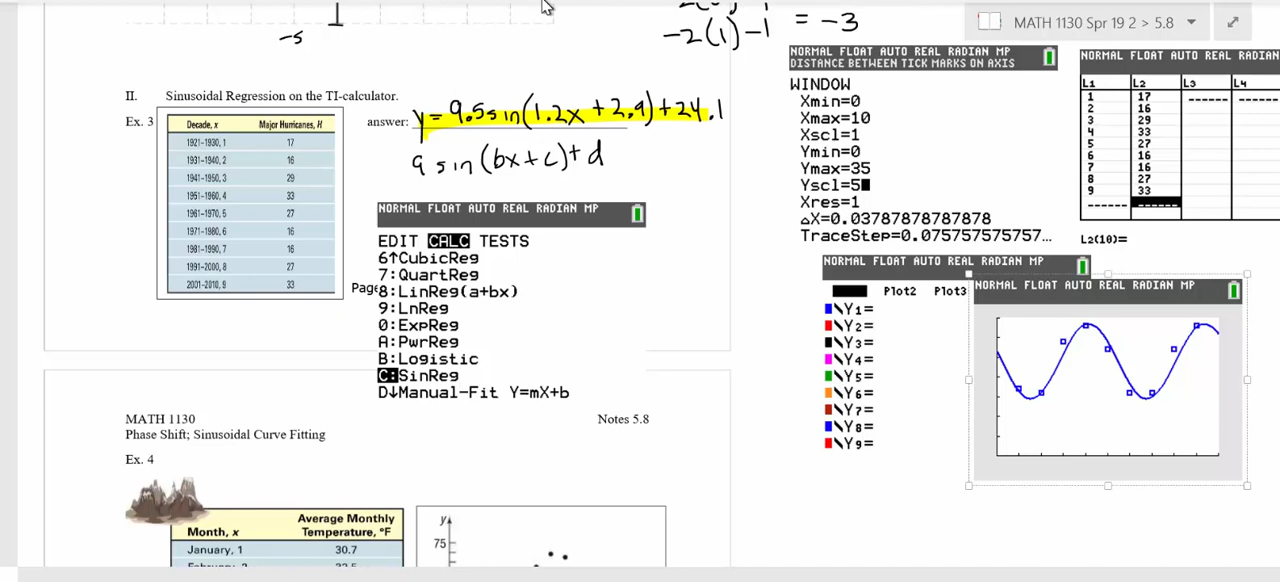 -5
= -3
-2(1)-1
MATH 1130 Spr 19 2 > 5.8
II. Sinusoidal Regression on the TI-calculator.
Ex. 3
Decade, x Major Hurricanes, H
1921-1930, 1 17
1931-1940, 2 16
1941-1950, 3 29
1951-1960, 4 33
1961-1970, 5 27
1971-1980, 6 16
1981-1990, 7 16
1991-2000, 8 27
2001-2010, 9 33
answer: y = 9.5 sin(1.2x + 2.9) + 24.1
a sin(bx+c)+d
NORMAL FLOAT AUTO REAL RADIAN MP
EDIT CALC TESTS
6↑CubicReg
7:QuartReg
8:LinReg(a+bx)
9:LnReg
0:ExpReg
A:PwrReg
B:Logistic
C:SinReg
D↓Manual-Fit Y=mX+b
Page
NORMAL FLOAT AUTO REAL RADIAN MP
DISTANCE BETWEEN TICK MARKS ON AXIS
WINDOW
Xmin=0
Xmax=10
Xscl=1
Ymin=0
Ymax=35
Yscl=5
Xres=1
△X=0.03787878787878
TraceStep=0.075757575757...
NORMAL FLOAT AUTO REAL RADIAN
L1 L2 L3 L4
1 17 ------ ------
2 16
3 29
4 33
5 27
6 16
7 16
8 27
9 33
------ ------
L2(10)=
NORMAL FLOAT AUTO REAL RADIAN MP
Plot2 Plot3
\Y1=
\Y2=
\Y3=
\Y4=
\Y5=
\Y6=
\Y7=
\Y8=
\Y9=
NORMAL FLOAT AUTO REAL RADIAN MP
MATH 1130 Notes 5.8
Phase Shift; Sinusoidal Curve Fitting
Ex. 4
Month, x Average Monthly Temperature, °F
January, 1 30.7
y
75